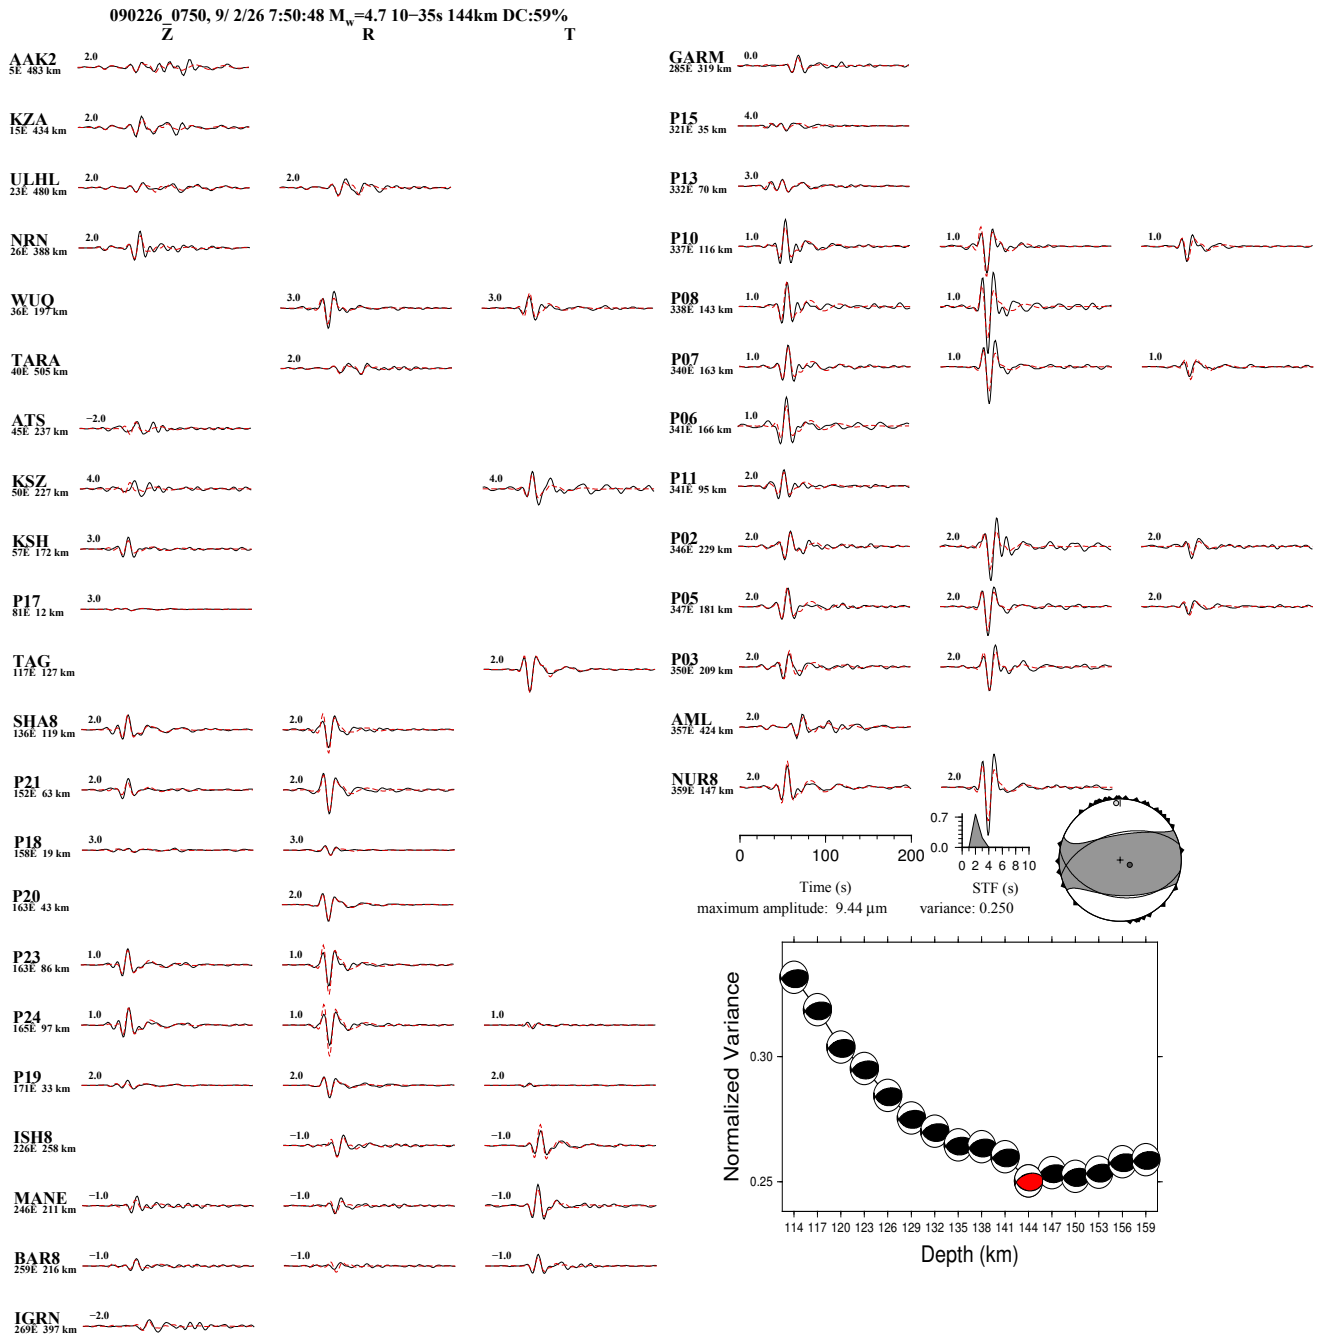 090226_0750, 9/ 2/26 7:50:48 Mw=4.7 10−35s 144km DC:59%
Z R T
AAK2 2.0
5E 483 km
KZA 2.0
15E 434 km
ULHL 2.0 2.0
23E 480 km
NRN 2.0
26E 388 km
WUQ 3.0 3.0
36E 197 km
TARA 2.0
40E 505 km
ATS −2.0
45E 237 km
KSZ 4.0 4.0
50E 227 km
KSH 3.0
57E 172 km
P17 3.0
81E 12 km
TAG 2.0
117E 127 km
SHA8 2.0 2.0
136E 119 km
P21 2.0 2.0
152E 63 km
P18 3.0 3.0
158E 19 km
P20 2.0
163E 43 km
P23 1.0 1.0
163E 86 km
P24 1.0 1.0 1.0
165E 97 km
P19 2.0 2.0 2.0
171E 33 km
ISH8 −1.0 −1.0
226E 258 km
MANE −1.0 −1.0 −1.0
246E 211 km
BAR8 −1.0 −1.0 −1.0
259E 216 km
IGRN −2.0
269E 397 km
GARM 0.0
285E 319 km
P15 4.0
321E 35 km
P13 3.0
332E 70 km
P10 1.0 1.0 1.0
337E 116 km
P08 1.0 1.0
338E 143 km
P07 1.0 1.0 1.0
340E 163 km
P06 1.0
341E 166 km
P11 2.0
341E 95 km
P02 2.0 2.0 2.0
346E 229 km
P05 2.0 2.0 2.0
347E 181 km
P03 2.0 2.0
350E 209 km
AML 2.0
357E 424 km
NUR8 2.0 2.0
359E 147 km
0.7
0.0
0 100 200
0 2 4 6 8 10
Time (s) STF (s)
maximum amplitude: 9.44 μm variance: 0.250
Normalized Variance
0.30
0.25
114 117 120 123 126 129 132 135 138 141 144 147 150 153 156 159
Depth (km)